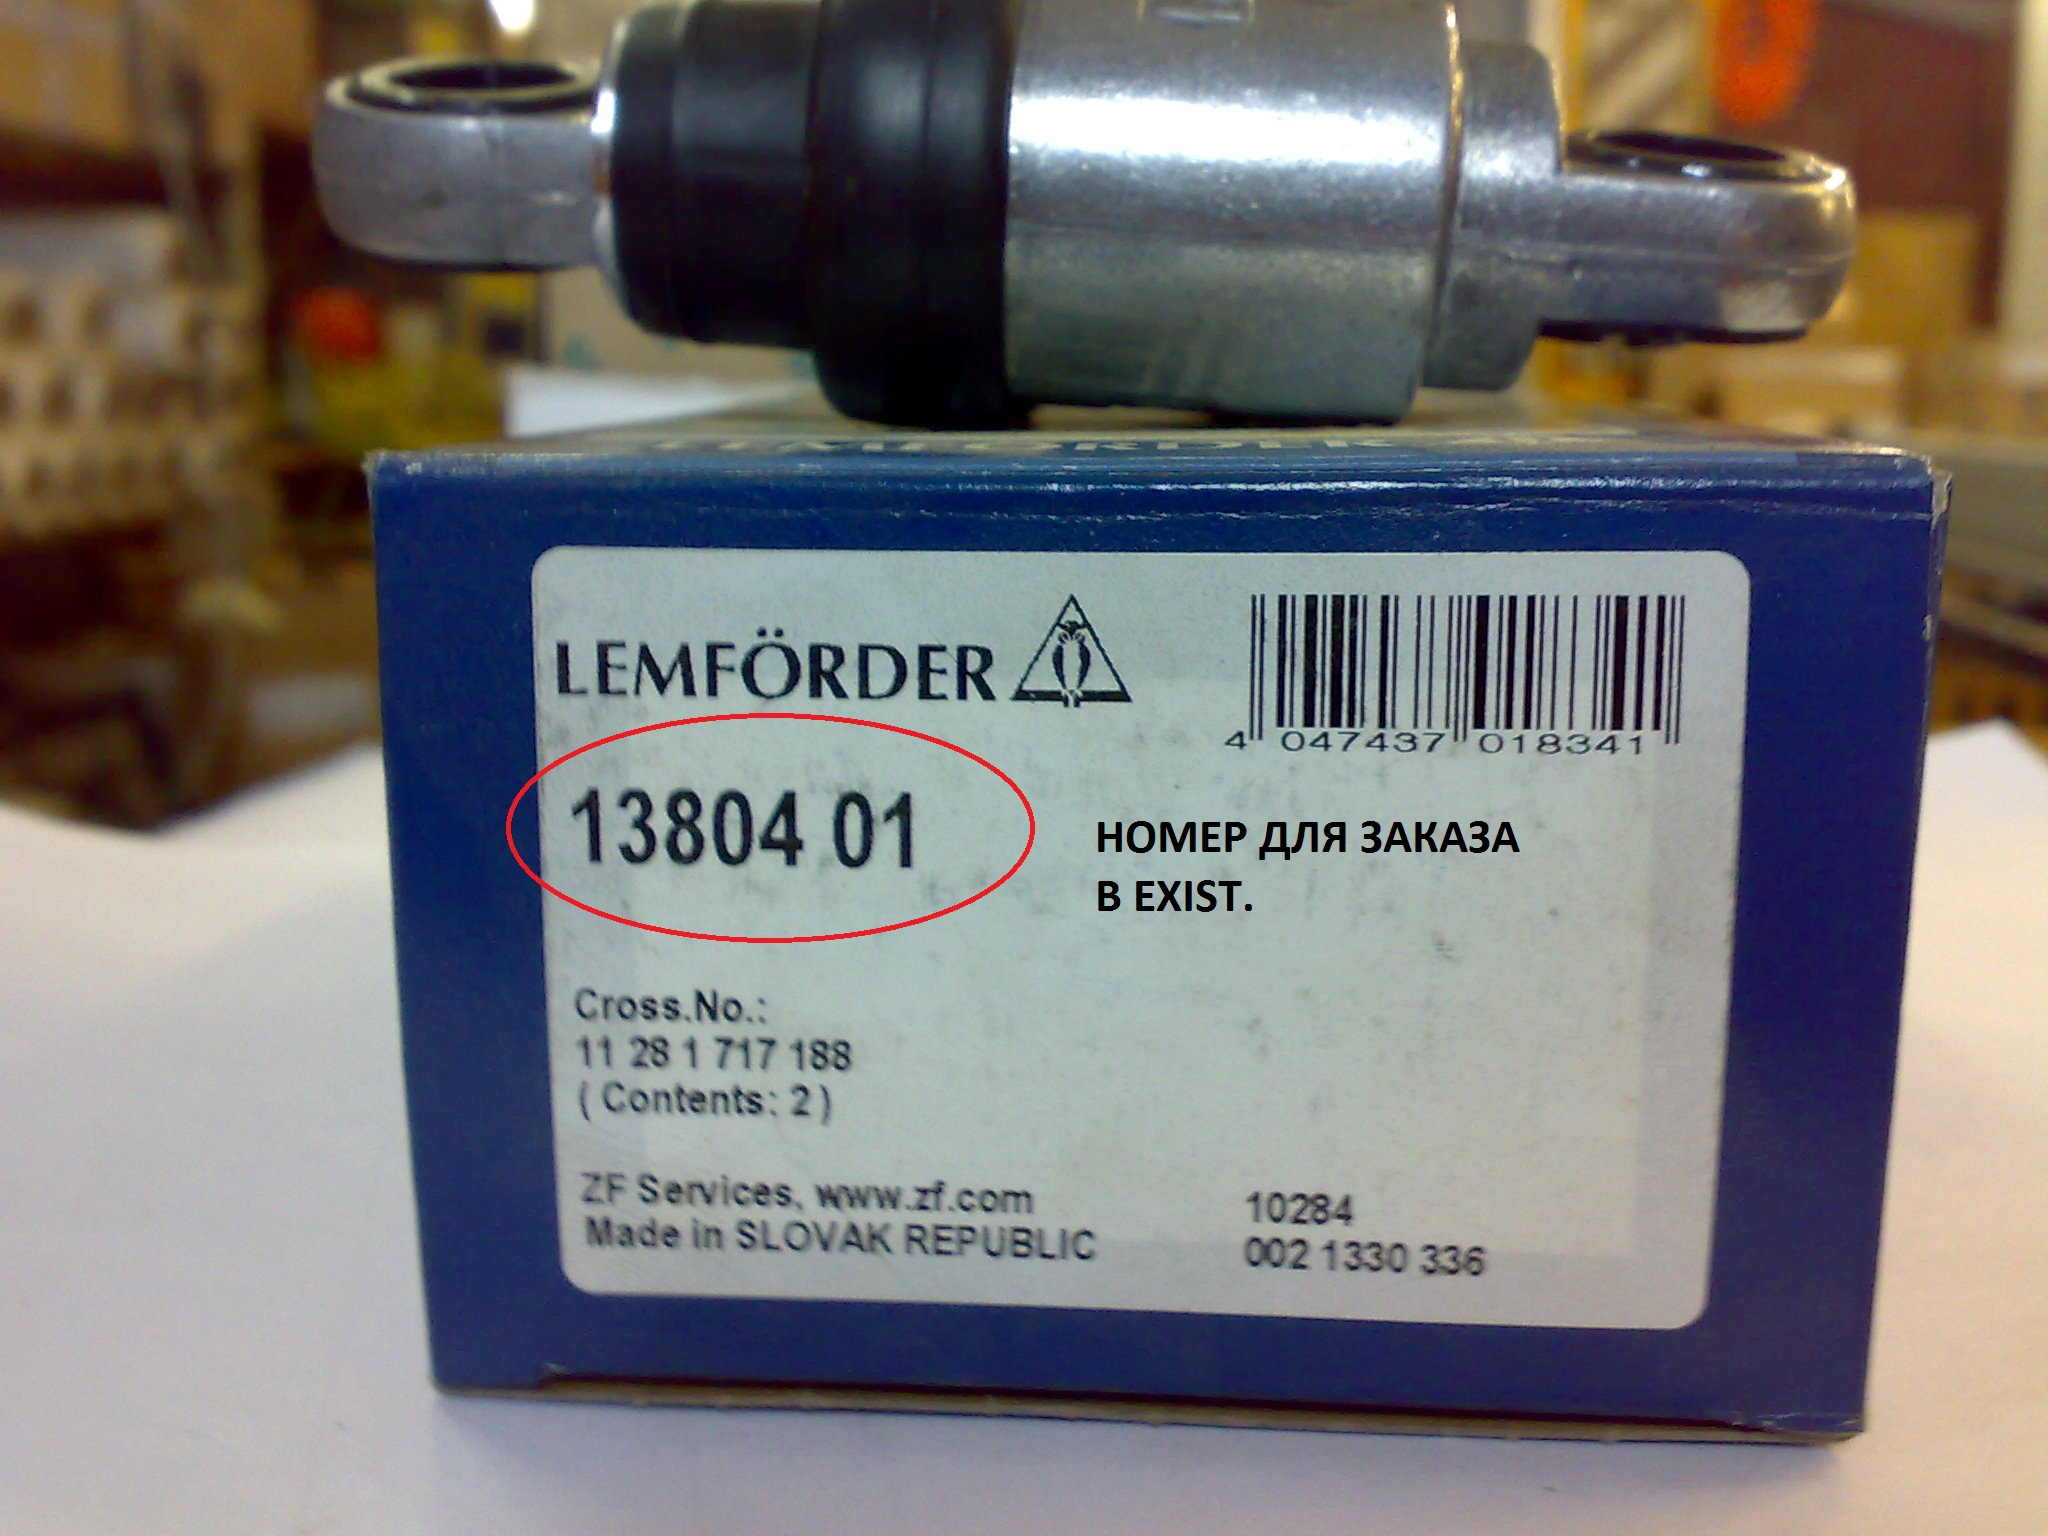 LEMFÖRDER
LEMFÖRDER
4 047437 018341
13804 01
НОМЕР ДЛЯ ЗАКАЗА
В EXIST.
Cross.No.:
11 28 1 717 188
( Contents: 2 )
ZF Services, www.zf.com
Made in SLOVAK REPUBLIC
10284
002 1330 336